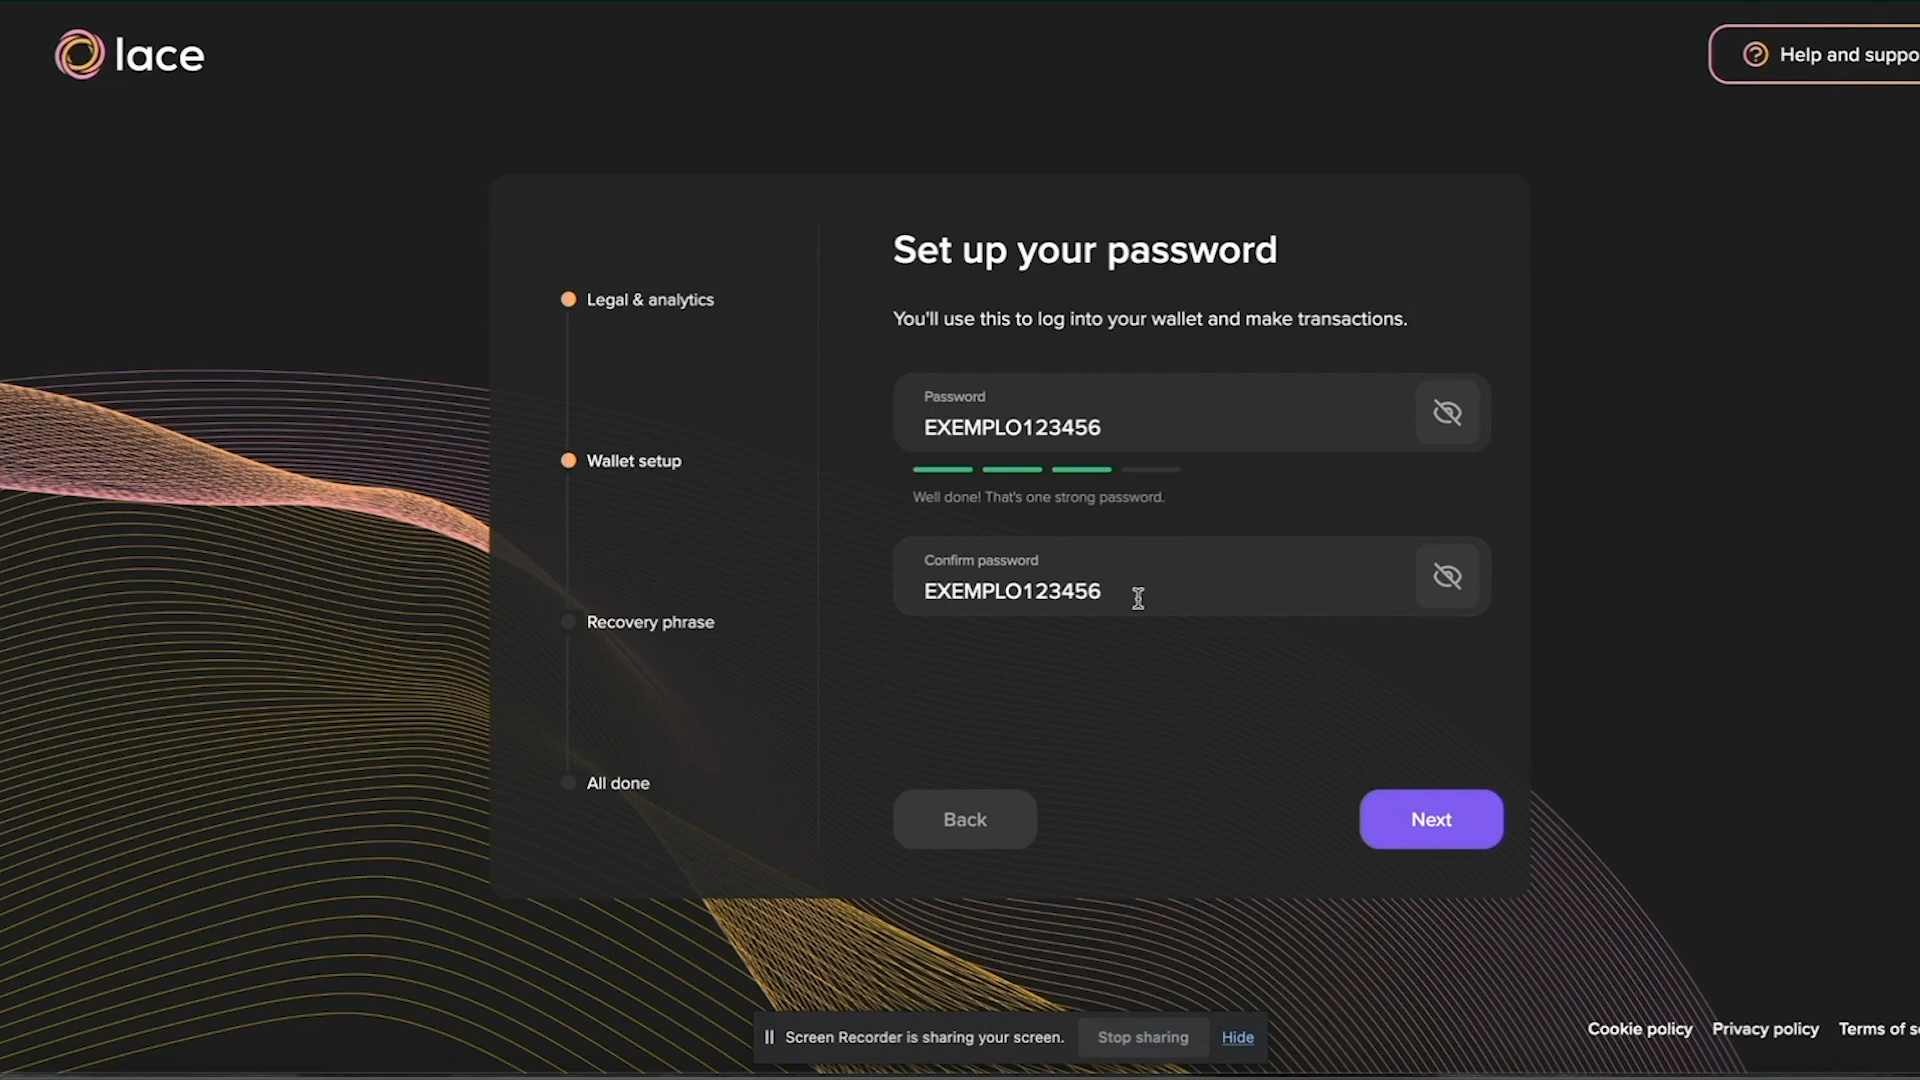 lace
Help and suppo
Set up your password
You'll use this to log into your wallet and make transactions.
Legal & analytics
Wallet setup
Recovery phrase
All done
Password
EXEMPLO123456
Well done! That's one strong password.
Confirm password
EXEMPLO123456
Back
Next
Screen Recorder is sharing your screen.
Stop sharing
Hide
Cookie policy
Privacy policy
Terms of s